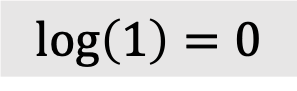 log(1) = 0